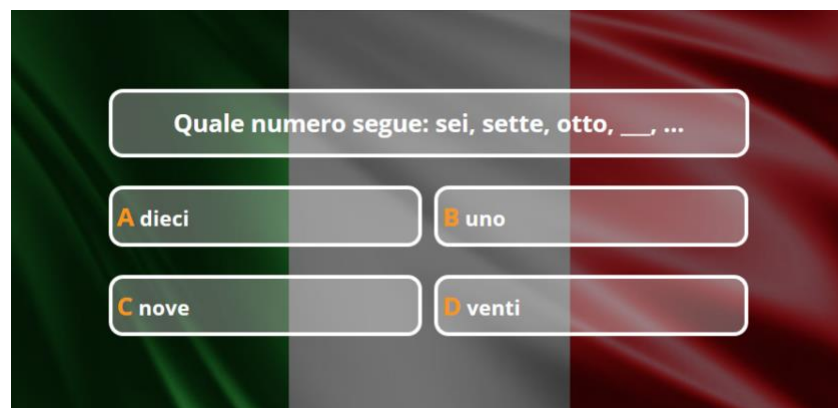 Quale numero segue: sei, sette, otto, ___, ...
A dieci
B uno
C nove
D venti